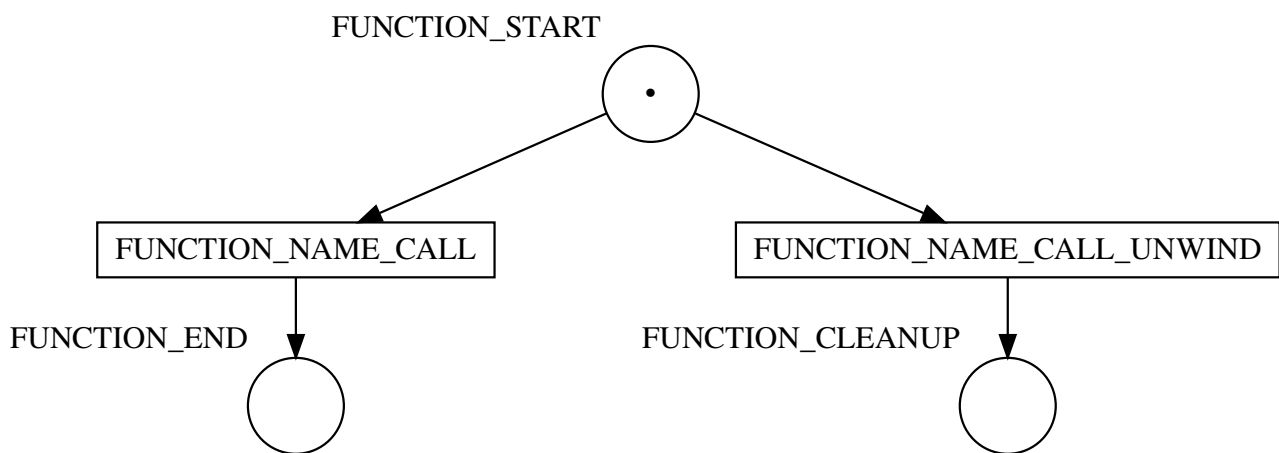 FUNCTION_START
FUNCTION_NAME_CALL
FUNCTION_NAME_CALL_UNWIND
FUNCTION_END
FUNCTION_CLEANUP